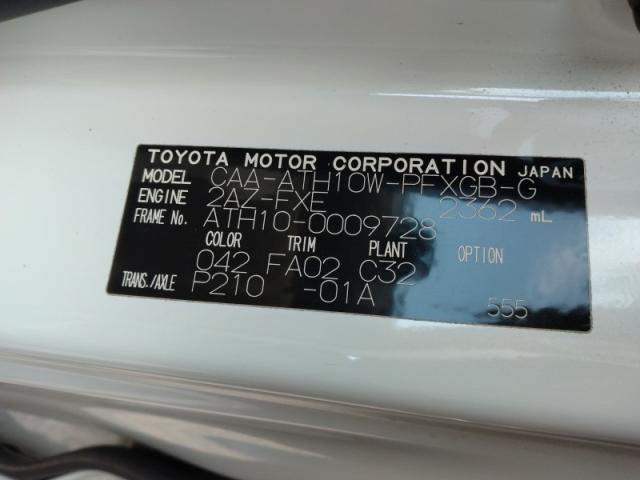 TOYOTA MOTOR CORPORATION JAPAN
MODEL CAA-ATH10W-PFXGB-G
ENGINE 2AZ-FXE 2362 mL
FRAME No. ATH10-0009728
COLOR TRIM PLANT OPTION
042 FA02 C32
TRANS./AXLE P210 -01A 555